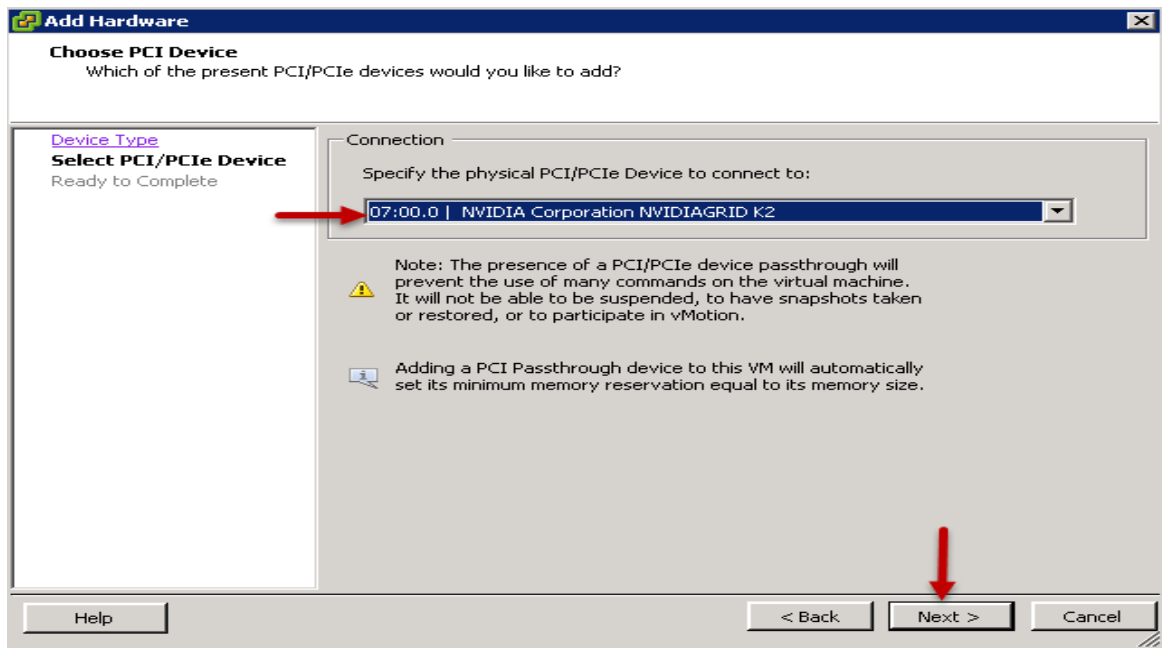 Add Hardware
Choose PCI Device
Which of the present PCI/PCIe devices would you like to add?
Device Type
Select PCI/PCIe Device
Ready to Complete
Connection
Specify the physical PCI/PCIe Device to connect to:
07:00.0 | NVIDIA Corporation NVIDIAGRID K2
Note: The presence of a PCI/PCIe device passthrough will
prevent the use of many commands on the virtual machine.
It will not be able to be suspended, to have snapshots taken
or restored, or to participate in vMotion.
Adding a PCI Passthrough device to this VM will automatically
set its minimum memory reservation equal to its memory size.
Help
< Back
Next >
Cancel